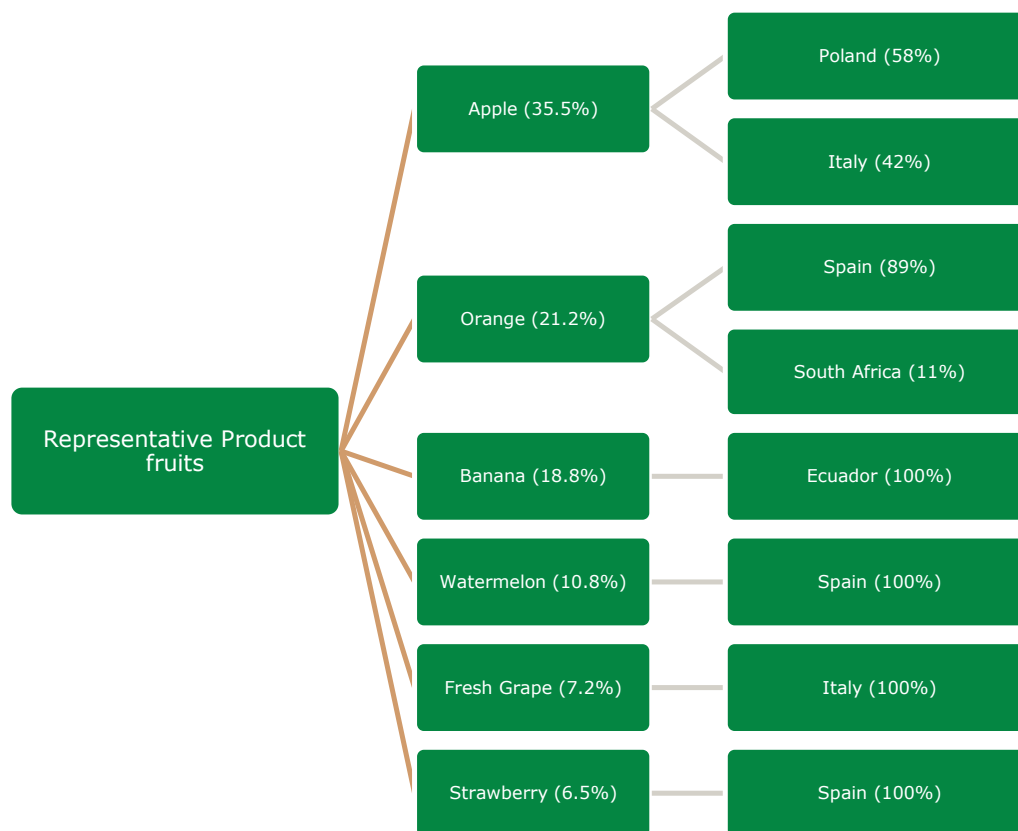 Representative Product
fruits
Apple (35.5%)
Poland (58%)
Italy (42%)
Orange (21.2%)
Spain (89%)
South Africa (11%)
Banana (18.8%)
Ecuador (100%)
Watermelon (10.8%)
Spain (100%)
Fresh Grape (7.2%)
Italy (100%)
Strawberry (6.5%)
Spain (100%)